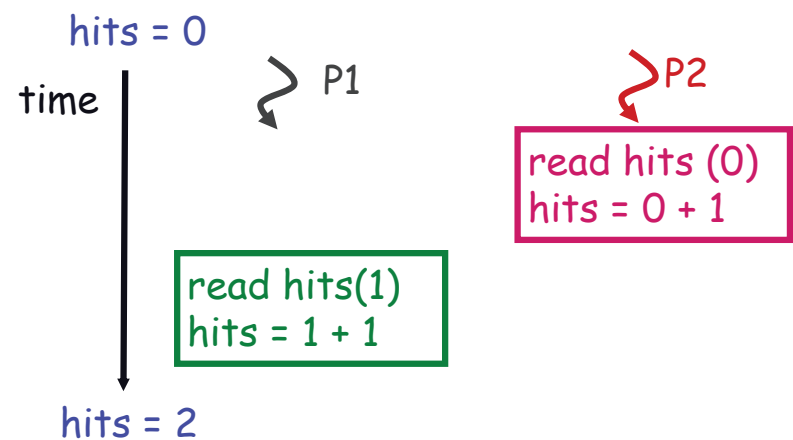 hits = 0
time
P1
P2
read hits (0)
hits = 0 + 1
read hits(1)
hits = 1 + 1
hits = 2